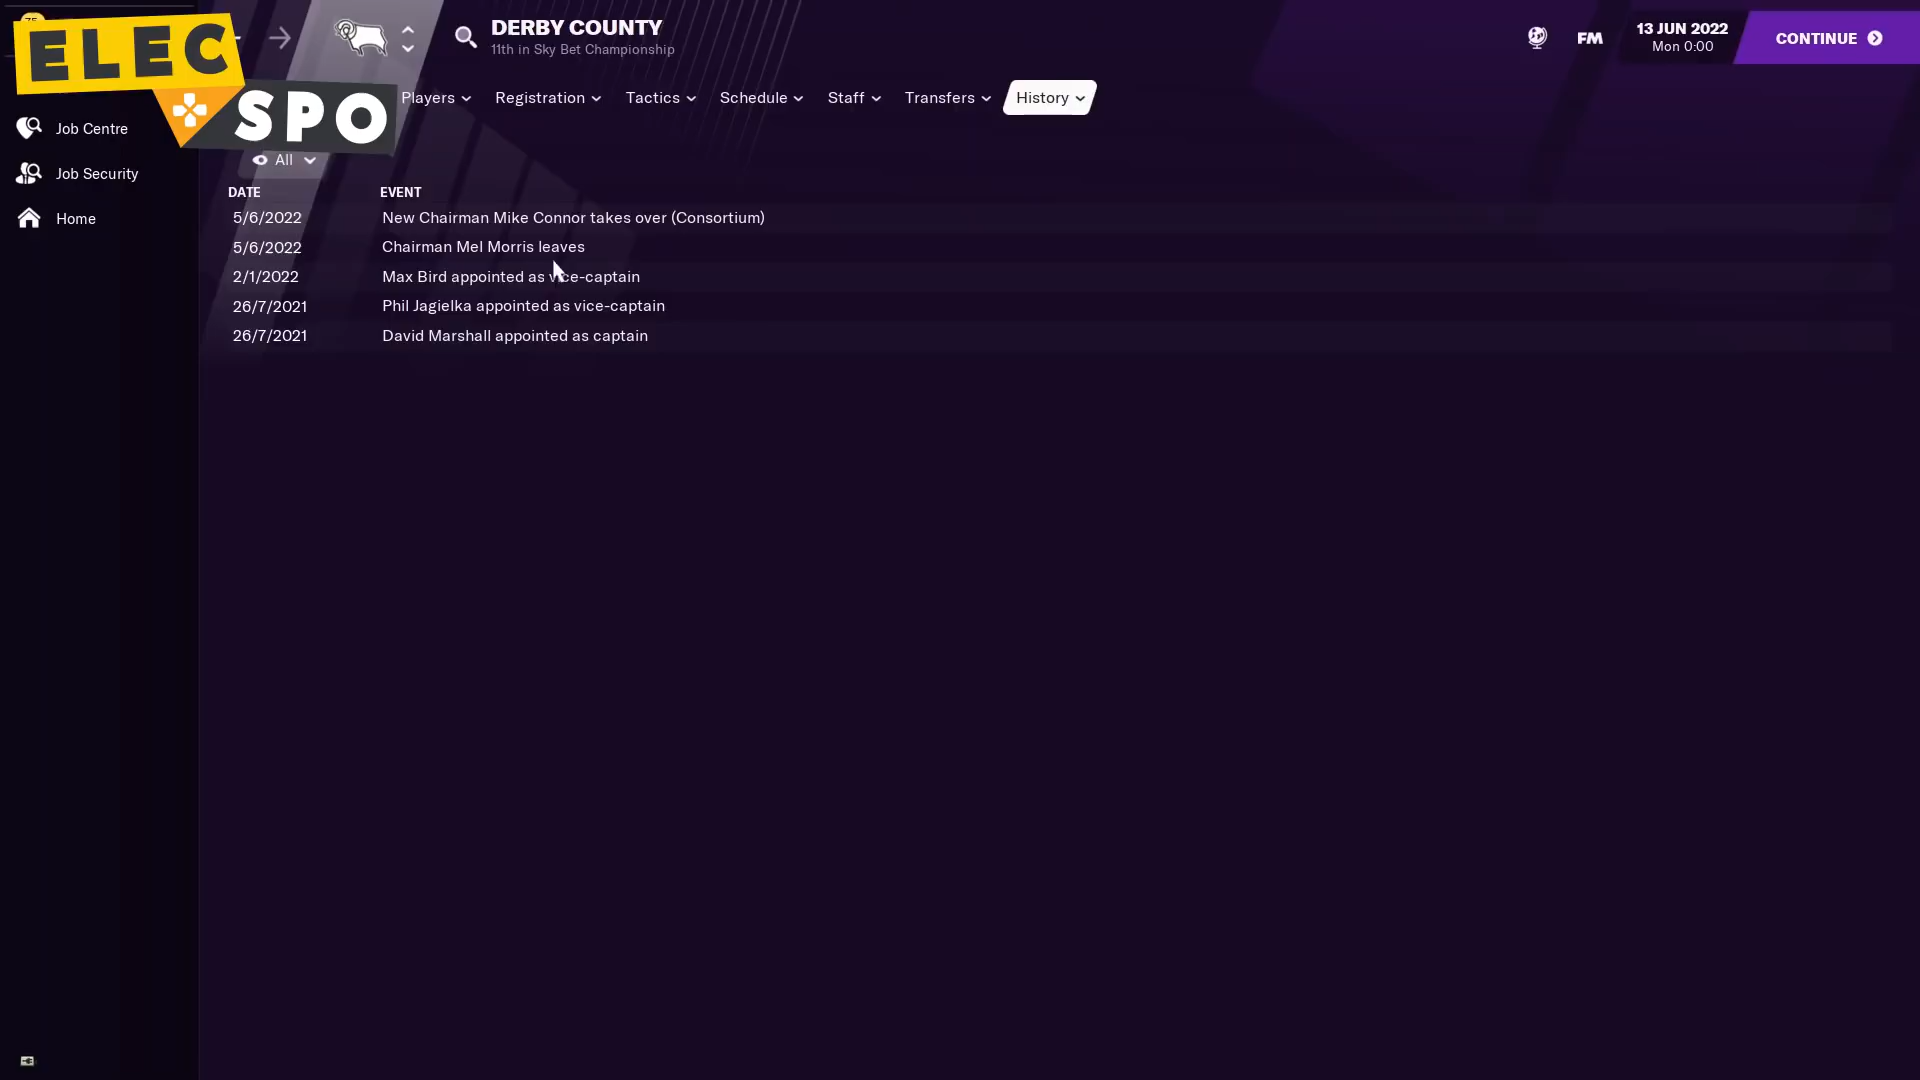 75
ELEC
SPO
DERBY COUNTY
11th in Sky Bet Championship
FM
13 JUN 2022
Mon 0:00
CONTINUE
Players
Registration
Tactics
Schedule
Staff
Transfers
History
Job Centre
Job Security
Home
All
DATE EVENT
5/6/2022 New Chairman Mike Connor takes over (Consortium)
5/6/2022 Chairman Mel Morris leaves
2/1/2022 Max Bird appointed as vice-captain
26/7/2021 Phil Jagielka appointed as vice-captain
26/7/2021 David Marshall appointed as captain